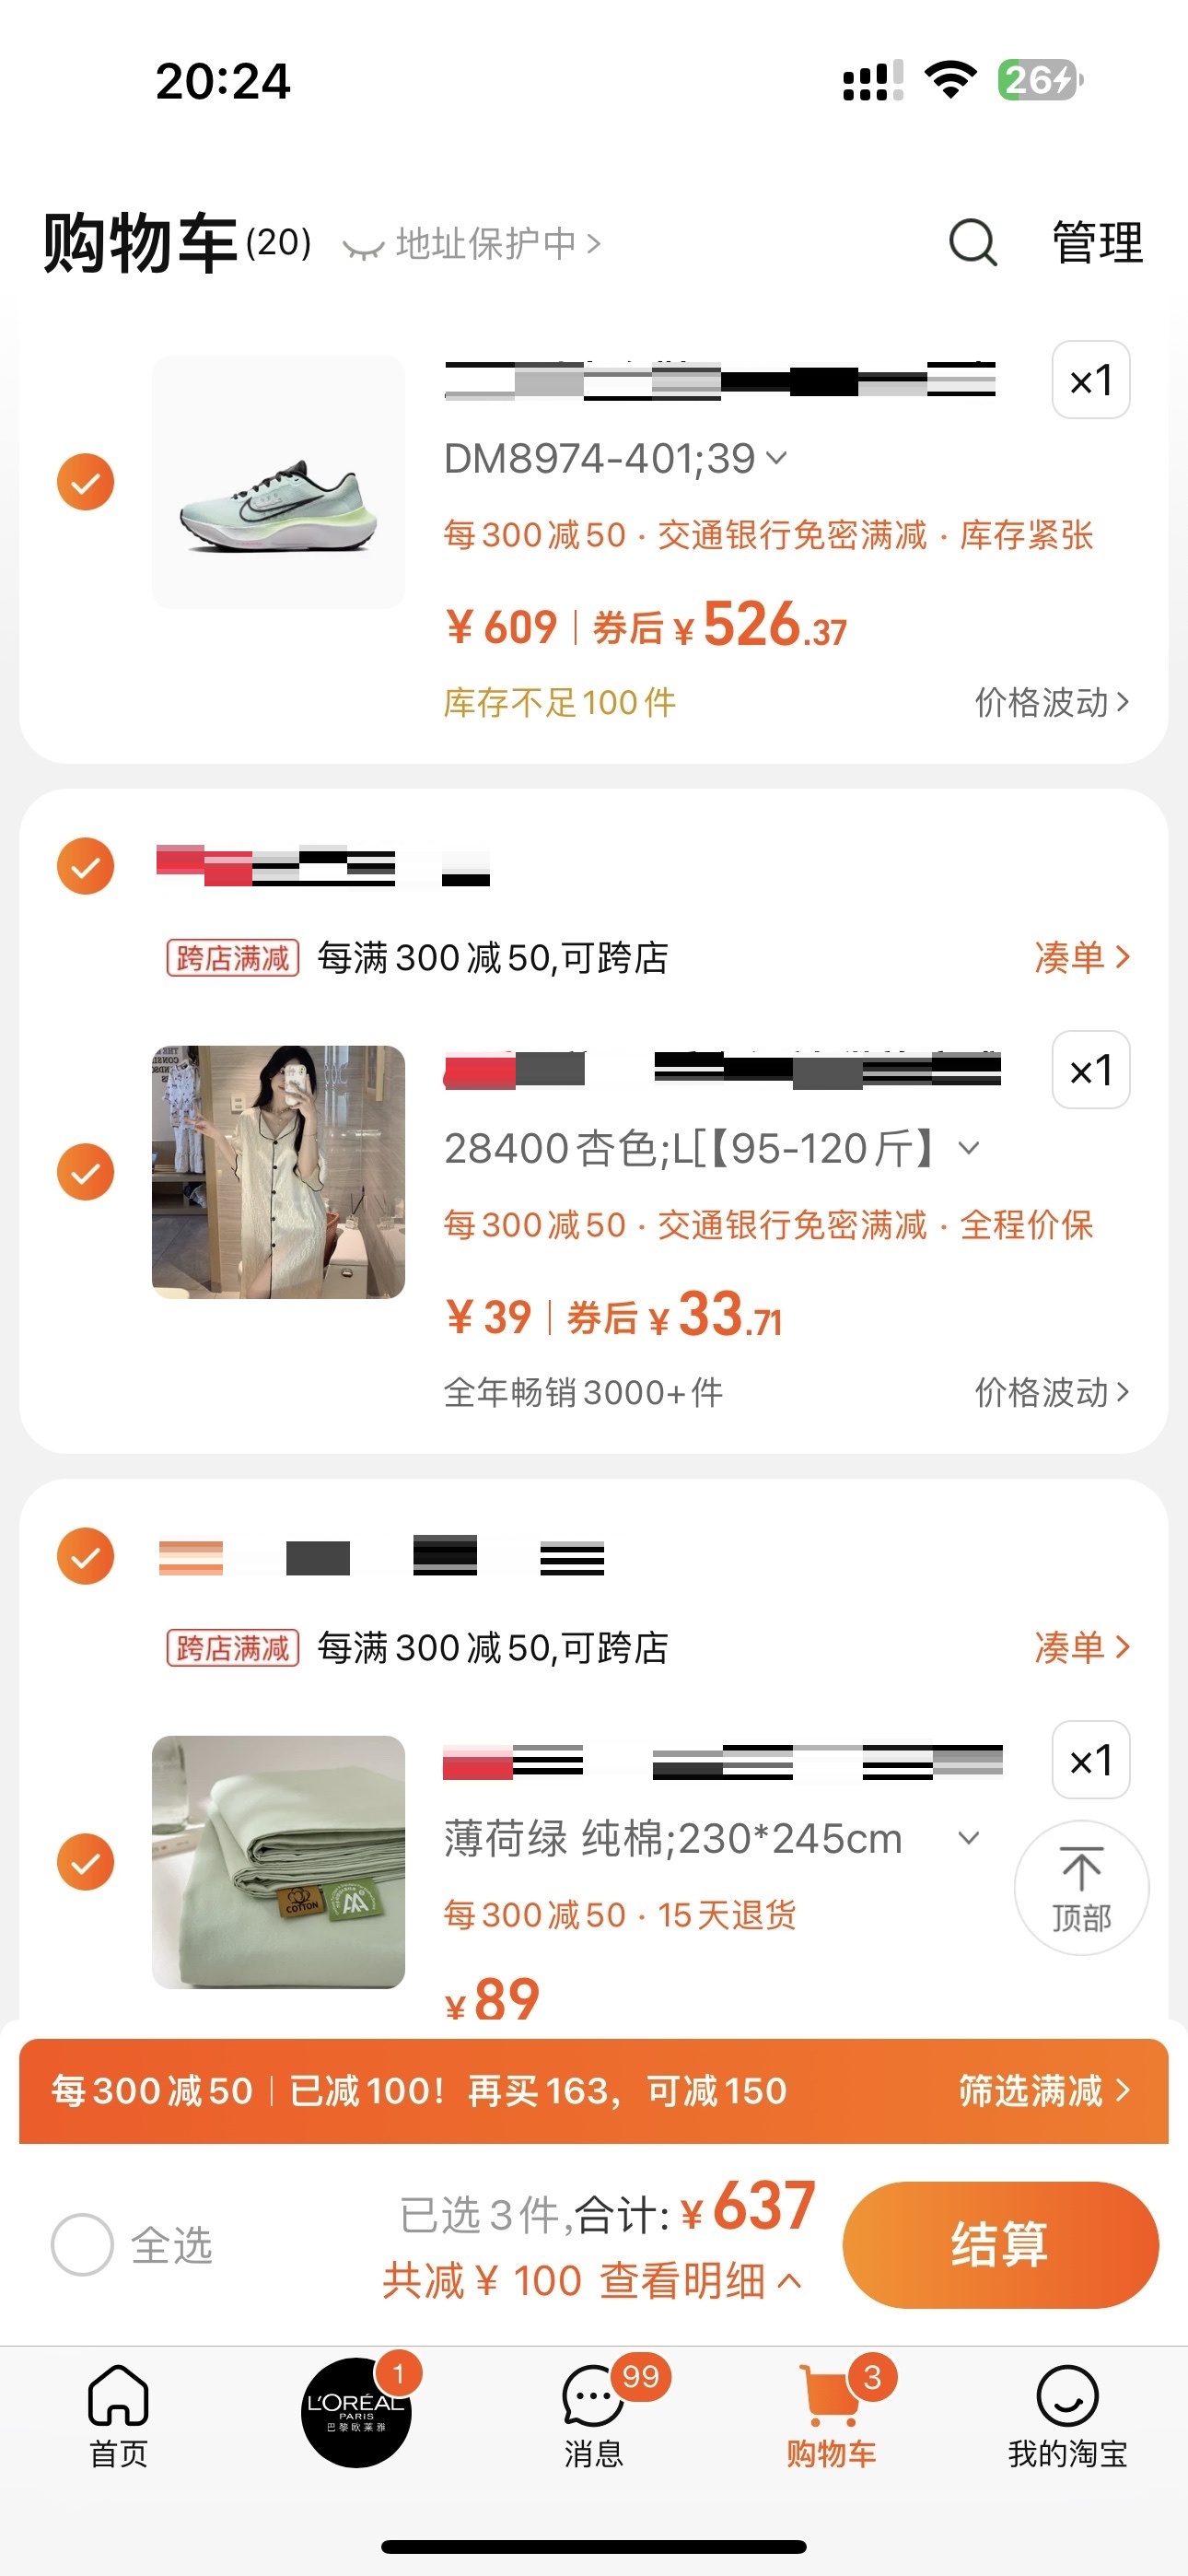 20:24
26
购物车(20) 地址保护中 >
管理
×1
DM8974-401;39
每300减50 · 交通银行免密满减 · 库存紧张
¥609 | 券后 ¥526.37
库存不足100件 价格波动 >
跨店满减 每满300减50,可跨店 凑单 >
×1
28400杏色;L[【95-120斤】
每300减50 · 交通银行免密满减 · 全程价保
¥39 | 券后 ¥33.71
全年畅销3000+件 价格波动 >
跨店满减 每满300减50,可跨店 凑单 >
×1
薄荷绿 纯棉;230*245cm
COTTON
每300减50 · 15天退货
顶部
¥89
每300减50 | 已减100！再买163，可减150 筛选满减 >
全选
已选3件,合计: ¥637
共减¥ 100 查看明细
结算
1
99
3
L'ORÉAL
PARIS
巴黎欧莱雅
首页 消息 购物车 我的淘宝